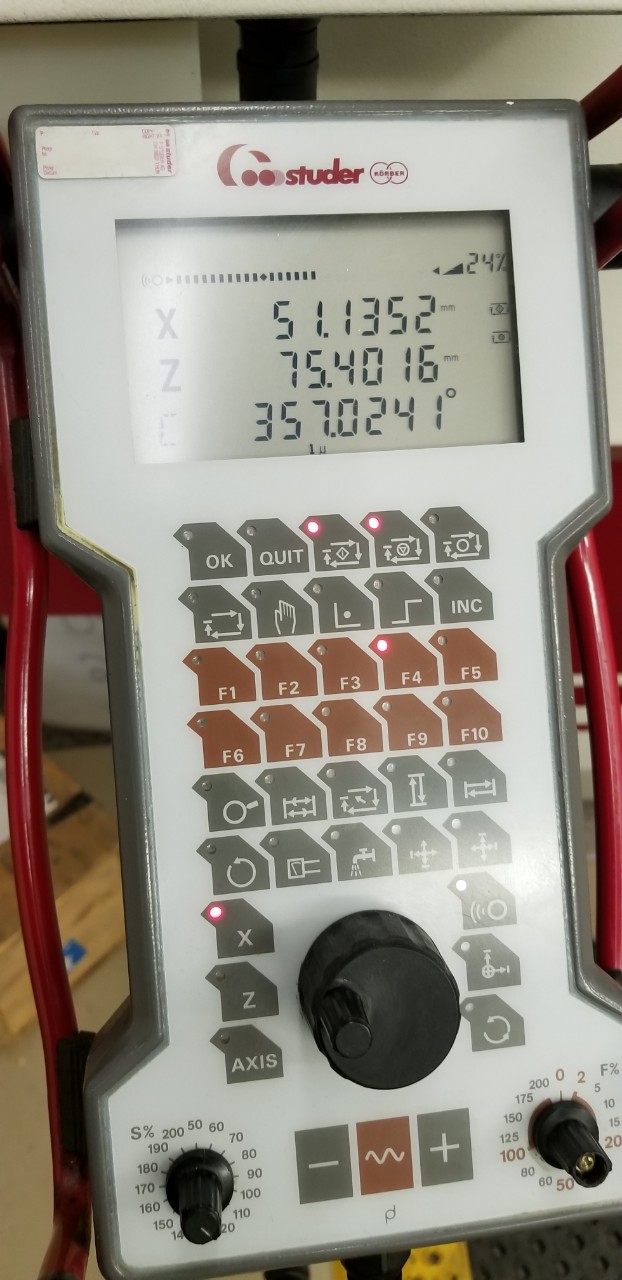 studer KÖRBER
24%
X 51.1352 mm
Z 75.4016 mm
C 357.0241°
1µ
OK QUIT
INC
F1 F2 F3 F4 F5
F6 F7 F8 F9 F10
X
Z
AXIS
− +
S%
50 60 70 80 90 100 110 150 160 170 180 190 200
F%
0 2 5 10 15 20 50 60 80 100 125 150 175 200